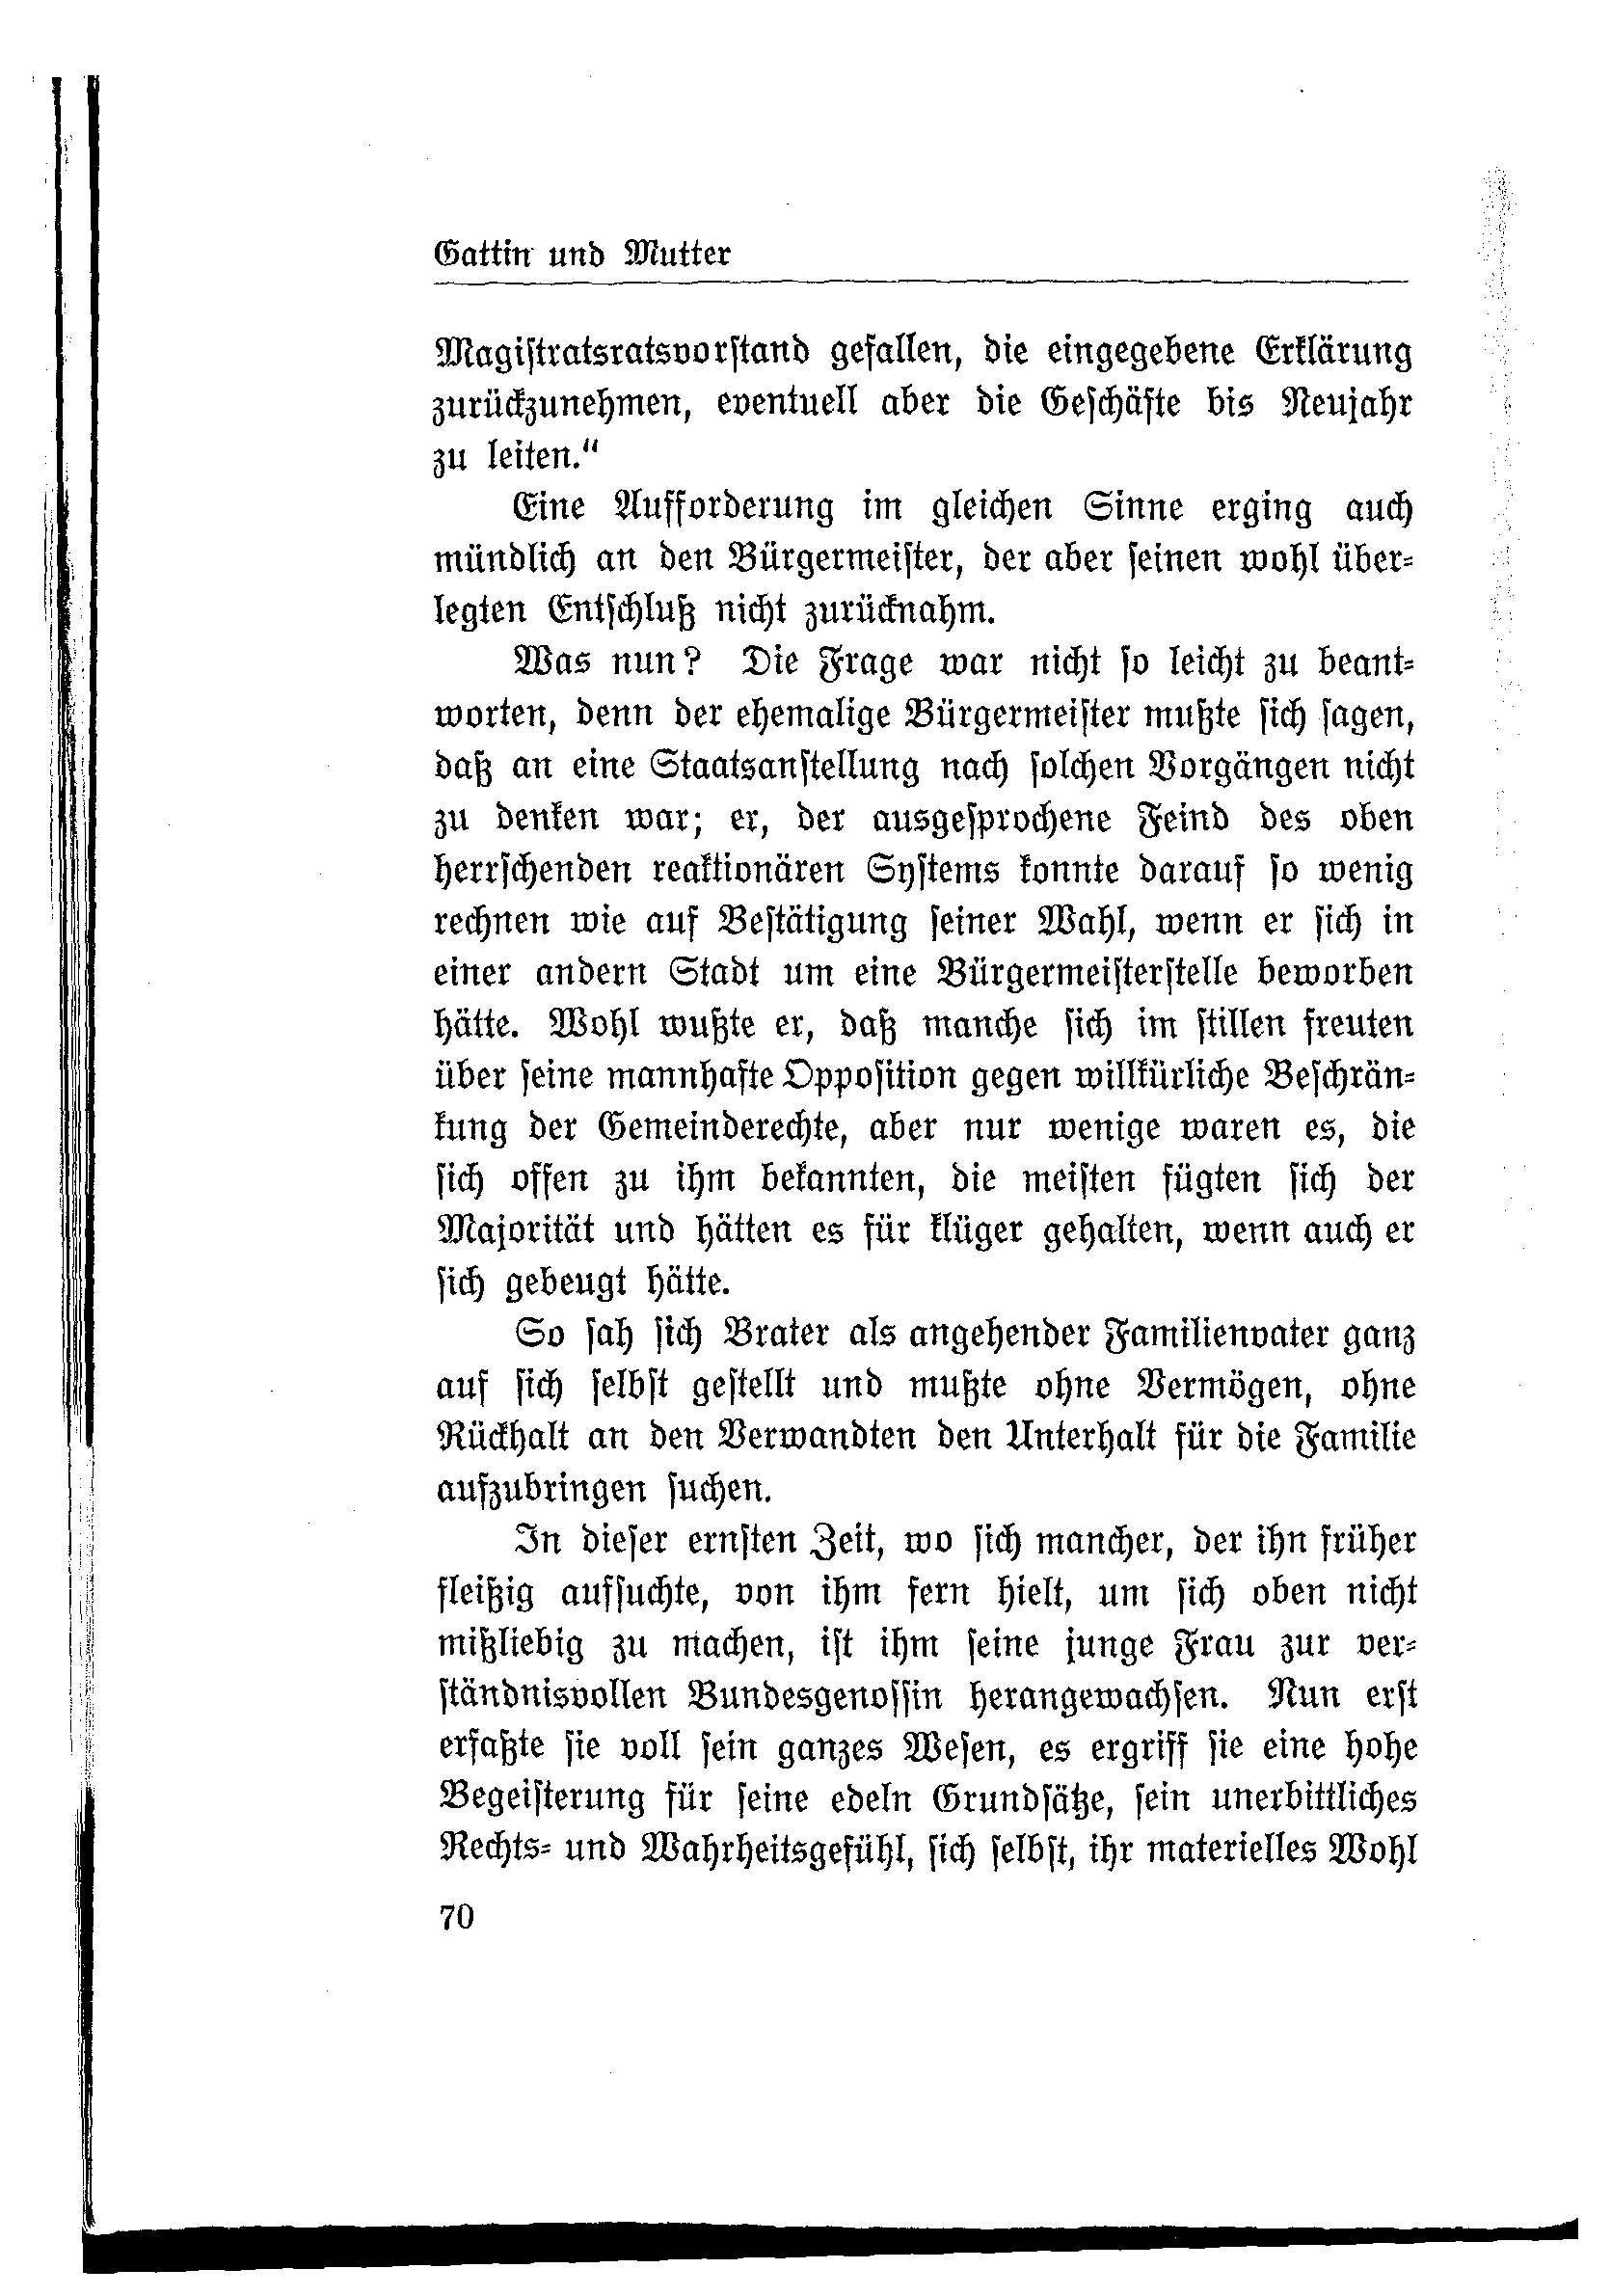 Gattin und Mutter
Magiſtratsratsvorſtand gefallen, die eingegebene Erklärung
zurückzunehmen, eventuell aber die Geſchäfte bis Neujahr
zu leiten.“
Eine Aufforderung im gleichen Sinne erging auch
mündlich an den Bürgermeiſter, der aber ſeinen wohl über⸗
legten Entſchluß nicht zurücknahm.
Was nun? Die Frage war nicht ſo leicht zu beant⸗
worten, denn der ehemalige Bürgermeiſter mußte ſich ſagen,
daß an eine Staatsanſtellung nach ſolchen Vorgängen nicht
zu denken war; er, der ausgeſprochene Feind des oben
herrſchenden reaktionären Syſtems konnte darauf ſo wenig
rechnen wie auf Beſtätigung ſeiner Wahl, wenn er ſich in
einer andern Stadt um eine Bürgermeiſterſtelle beworben
hätte. Wohl wußte er, daß manche ſich im ſtillen freuten
über ſeine mannhafte Oppoſition gegen willkürliche Beſchrän⸗
kung der Gemeinderechte, aber nur wenige waren es, die
ſich offen zu ihm bekannten, die meiſten fügten ſich der
Majorität und hätten es für klüger gehalten, wenn auch er
ſich gebeugt hätte.
So ſah ſich Brater als angehender Familienvater ganz
auf ſich ſelbſt geſtellt und mußte ohne Vermögen, ohne
Rückhalt an den Verwandten den Unterhalt für die Familie
aufzubringen ſuchen.
In dieſer ernſten Zeit, wo ſich mancher, der ihn früher
fleißig aufſuchte, von ihm fern hielt, um ſich oben nicht
mißliebig zu machen, iſt ihm ſeine junge Frau zur ver⸗
ſtändnisvollen Bundesgenoſſin herangewachſen. Nun erſt
erfaßte ſie voll ſein ganzes Weſen, es ergriff ſie eine hohe
Begeiſterung für ſeine edeln Grundſätze, ſein unerbittliches
Rechts⸗ und Wahrheitsgefühl, ſich ſelbſt, ihr materielles Wohl
70